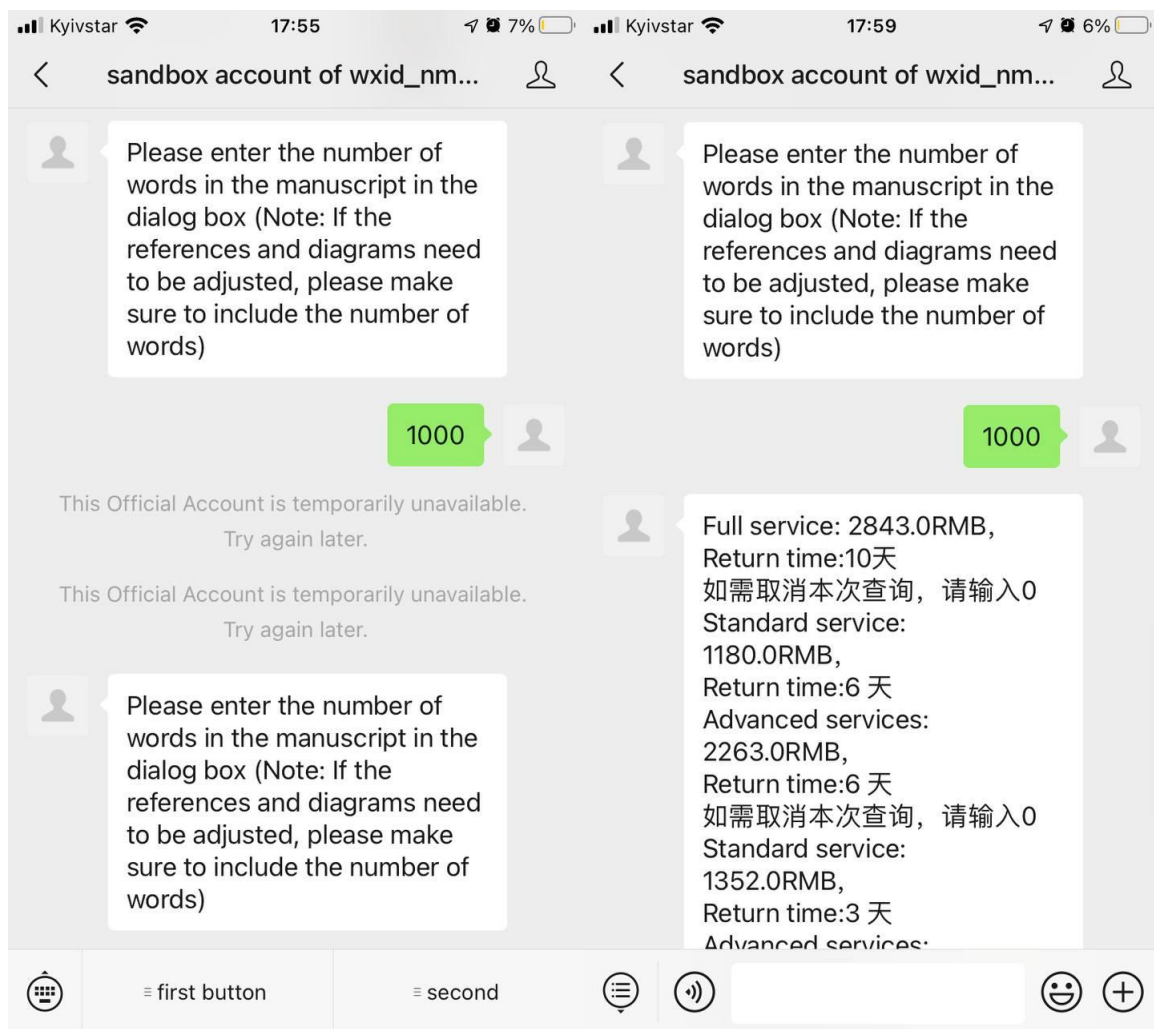 Kyivstar 17:55 7%
sandbox account of wxid_nm...
Please enter the number of
words in the manuscript in the
dialog box (Note: If the
references and diagrams need
to be adjusted, please make
sure to include the number of
words)
1000
This Official Account is temporarily unavailable.
Try again later.
This Official Account is temporarily unavailable.
Try again later.
Please enter the number of
words in the manuscript in the
dialog box (Note: If the
references and diagrams need
to be adjusted, please make
sure to include the number of
words)
first button
second
Kyivstar 17:59 6%
sandbox account of wxid_nm...
Please enter the number of
words in the manuscript in the
dialog box (Note: If the
references and diagrams need
to be adjusted, please make
sure to include the number of
words)
1000
Full service: 2843.0RMB,
Return time:10天
如需取消本次查询，请输入0
Standard service:
1180.0RMB,
Return time:6 天
Advanced services:
2263.0RMB,
Return time:6 天
如需取消本次查询，请输入0
Standard service:
1352.0RMB,
Return time:3 天
Advanced services: